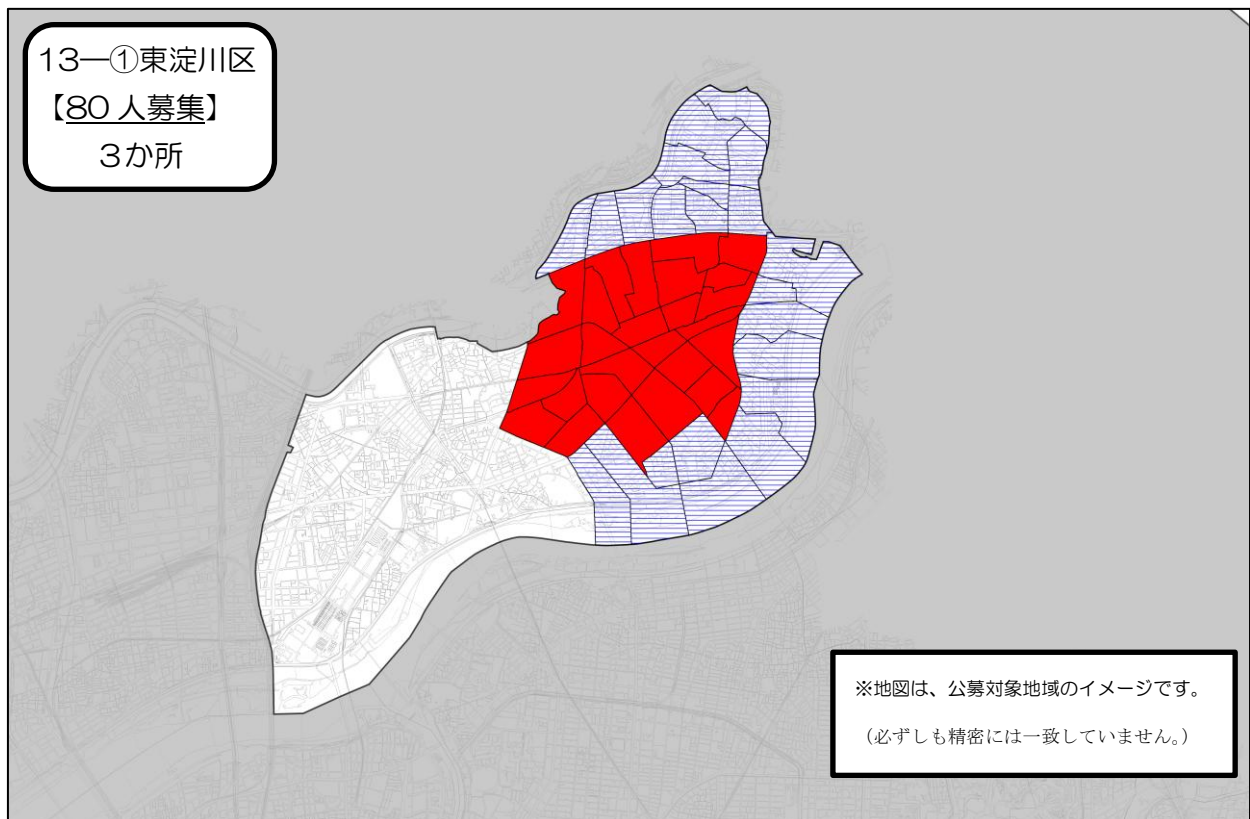 13―①東淀川区
【80 人募集】
3か所
※地図は、公募対象地域のイメージです。
（必ずしも精密には一致していません。）